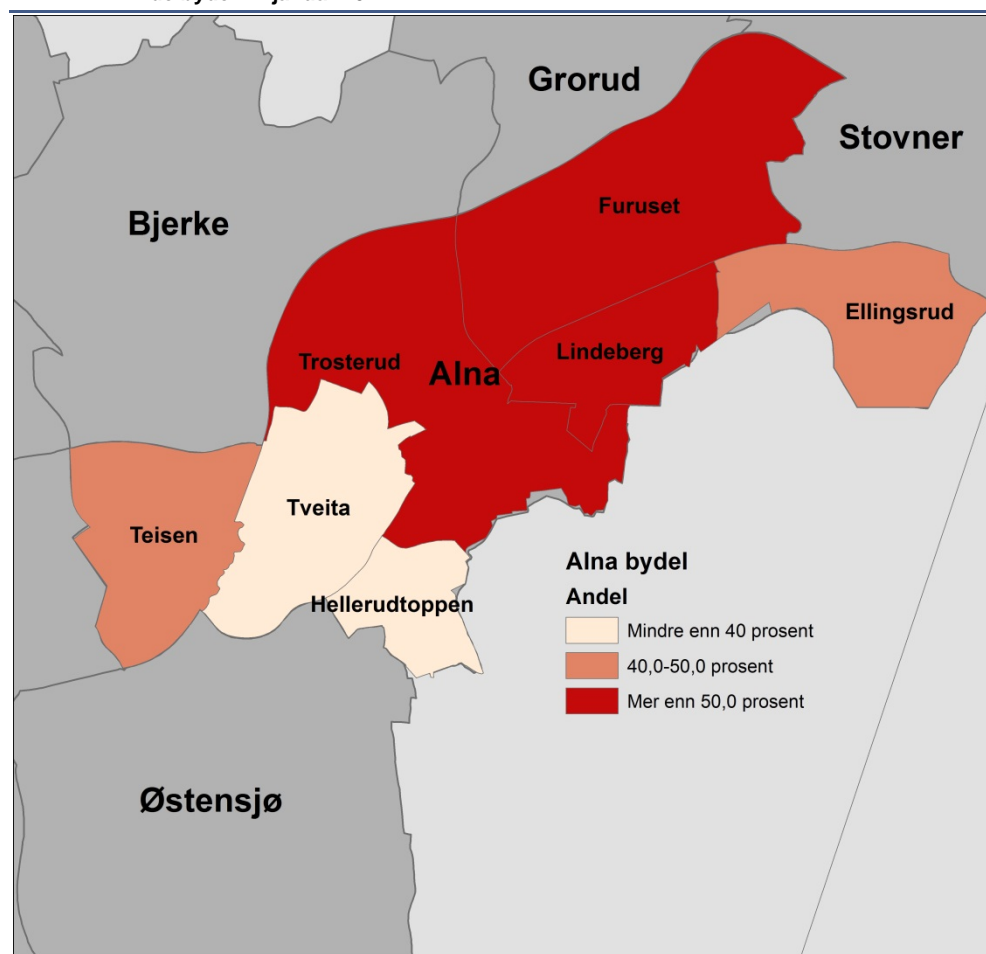 Grorud
Stovner
Bjerke
Furuset
Ellingsrud
Lindeberg
Trosterud
Alna
Tveita
Teisen
Hellerudtoppen
Alna bydel
Andel
Mindre enn 40 prosent
40,0-50,0 prosent
Mer enn 50,0 prosent
Østensjø